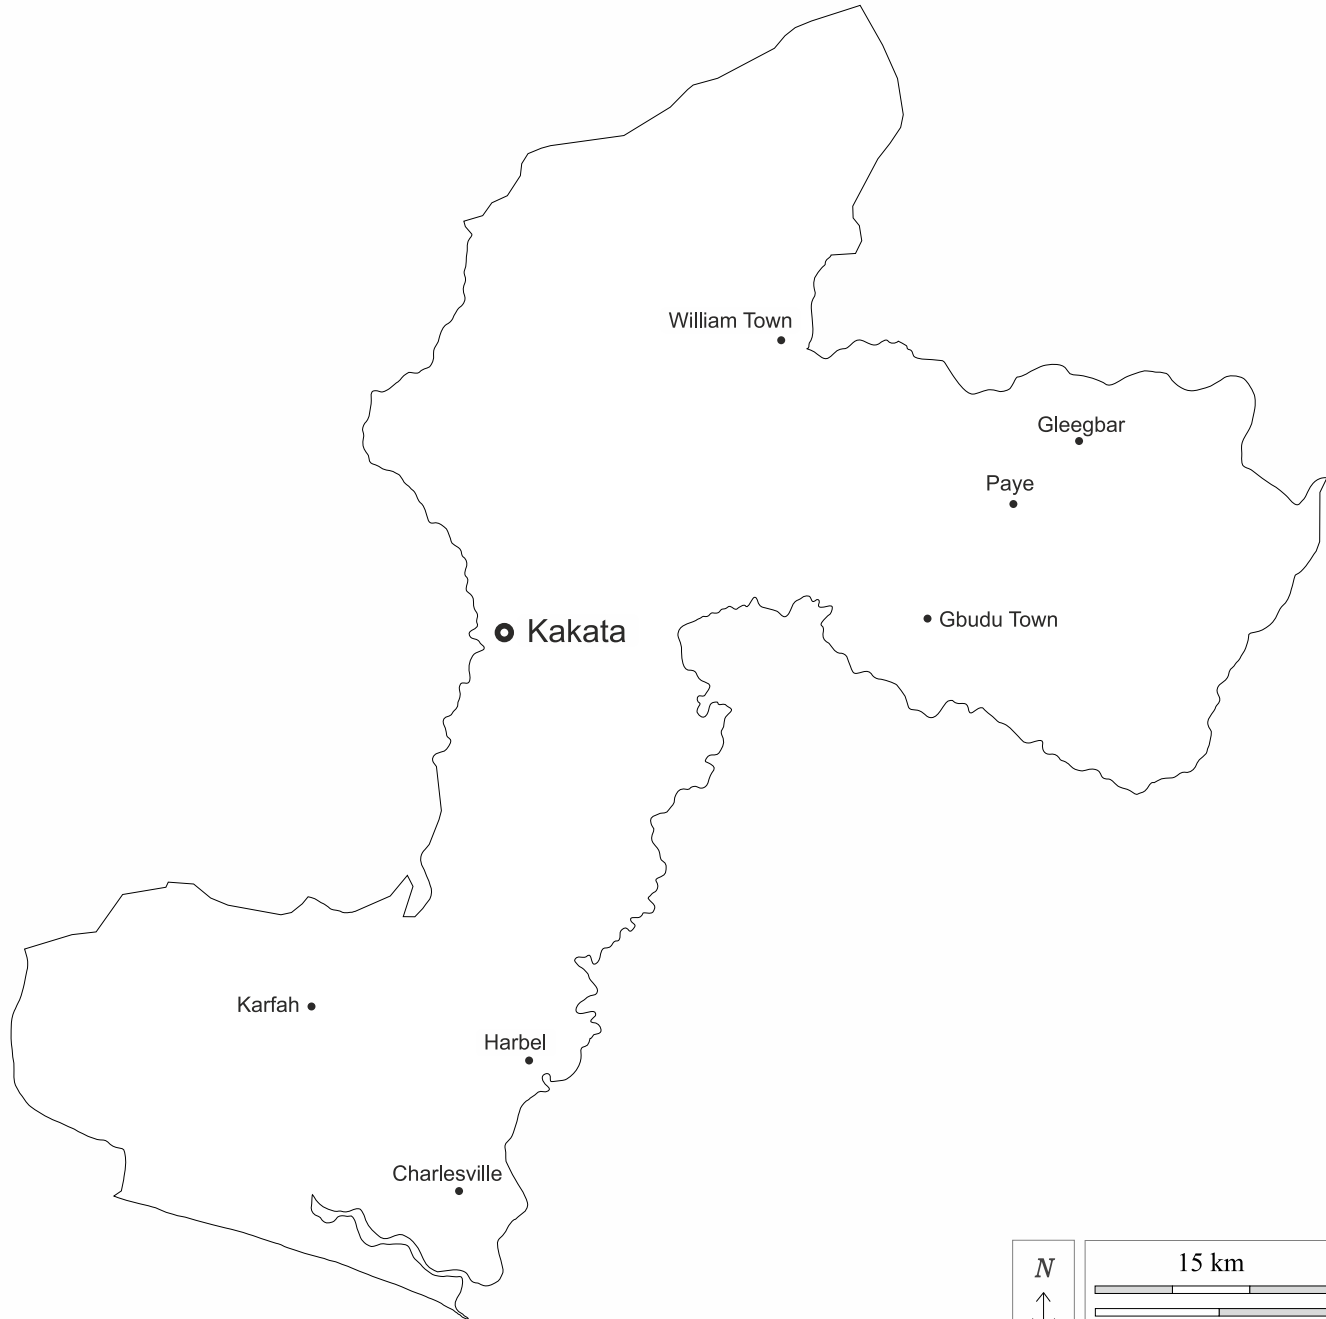 William Town
Gleegbar
Paye
Gbudu Town
Kakata
Karfah
Harbel
Charlesville
N
15 km